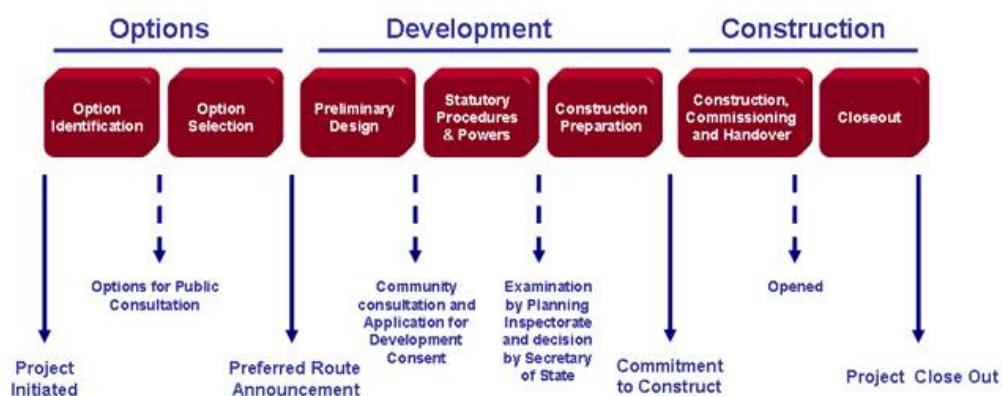 Options
Development
Construction
Option
Identification
Option
Selection
Preliminary
Design
Statutory
Procedures
& Powers
Construction
Preparation
Construction,
Commissioning
and Handover
Closeout
Options for Public
Consultation
Community
consultation and
Application for
Development
Consent
Examination
by Planning
Inspectorate
and decision
by Secretary
of State
Opened
Project
Initiated
Preferred Route
Announcement
Commitment
to Construct
Project Close Out